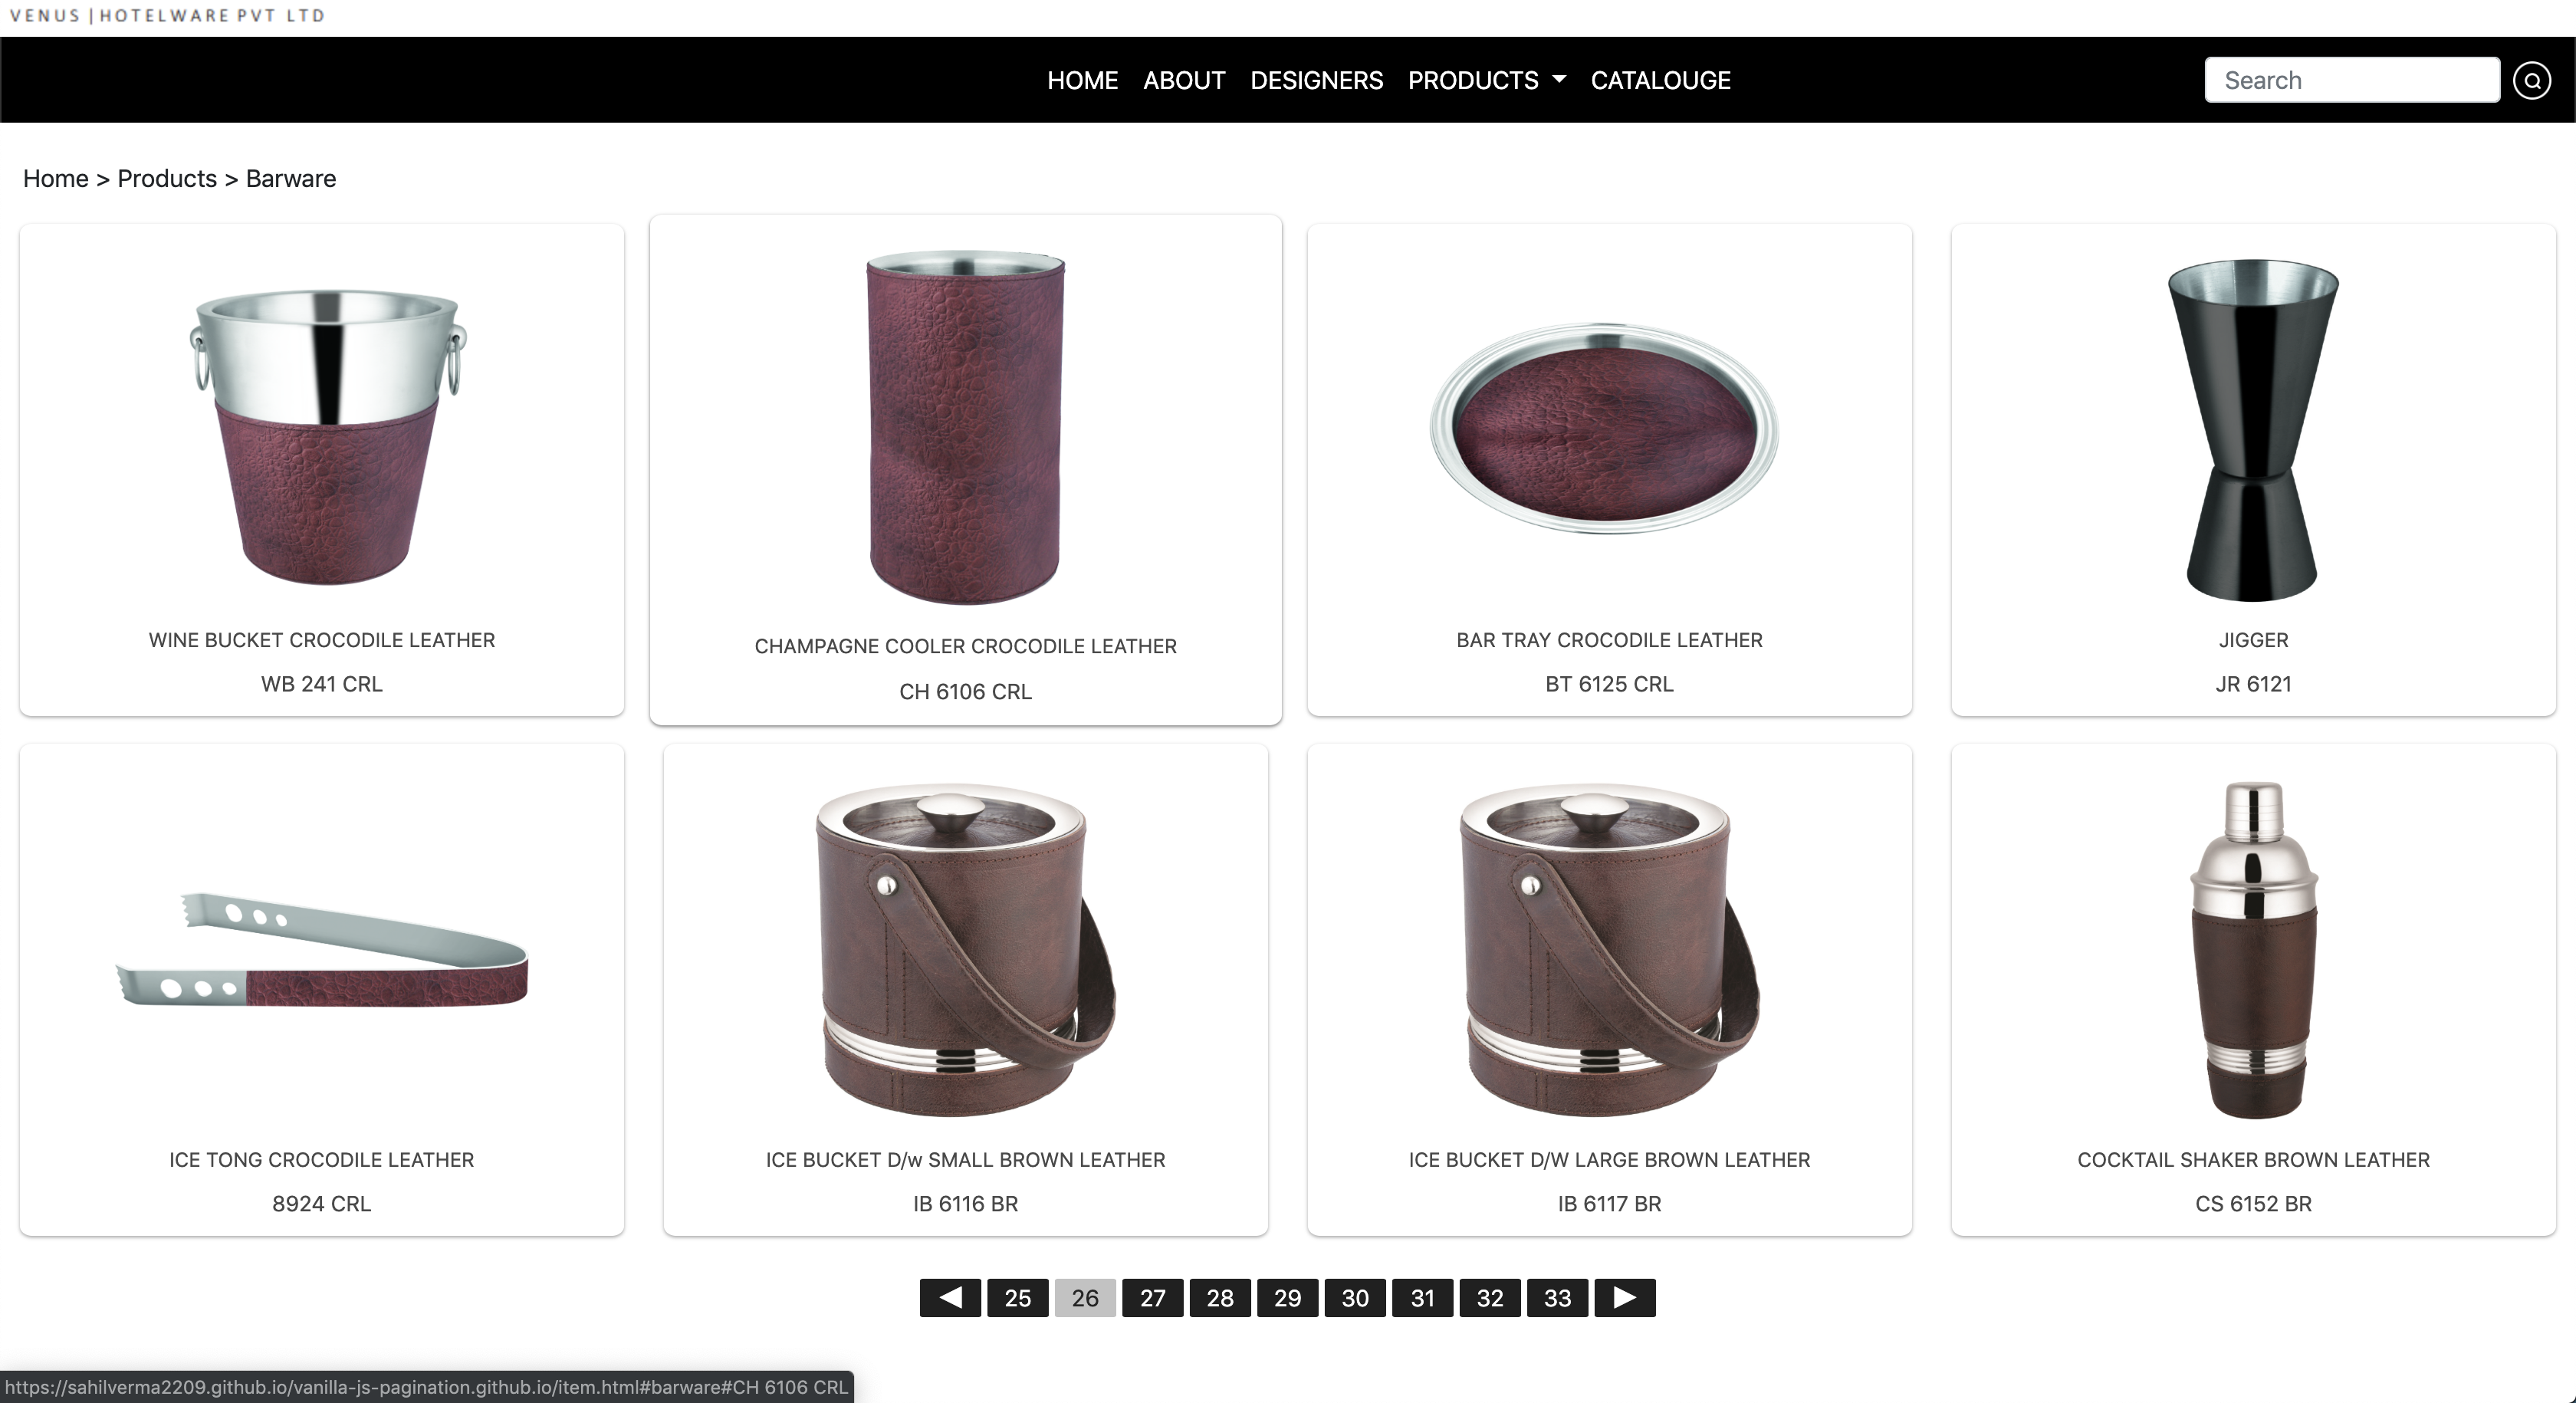 VENUS | HOTELWARE PVT LTD
HOME ABOUT DESIGNERS PRODUCTS CATALOUGE
Search
Home > Products > Barware
WINE BUCKET CROCODILE LEATHER
WB 241 CRL
CHAMPAGNE COOLER CROCODILE LEATHER
CH 6106 CRL
BAR TRAY CROCODILE LEATHER
BT 6125 CRL
JIGGER
JR 6121
ICE TONG CROCODILE LEATHER
8924 CRL
ICE BUCKET D/w SMALL BROWN LEATHER
IB 6116 BR
ICE BUCKET D/W LARGE BROWN LEATHER
IB 6117 BR
COCKTAIL SHAKER BROWN LEATHER
CS 6152 BR
◀ 25 26 27 28 29 30 31 32 33 ▶
https://sahilverma2209.github.io/vanilla-js-pagination.github.io/item.html#barware#CH 6106 CRL